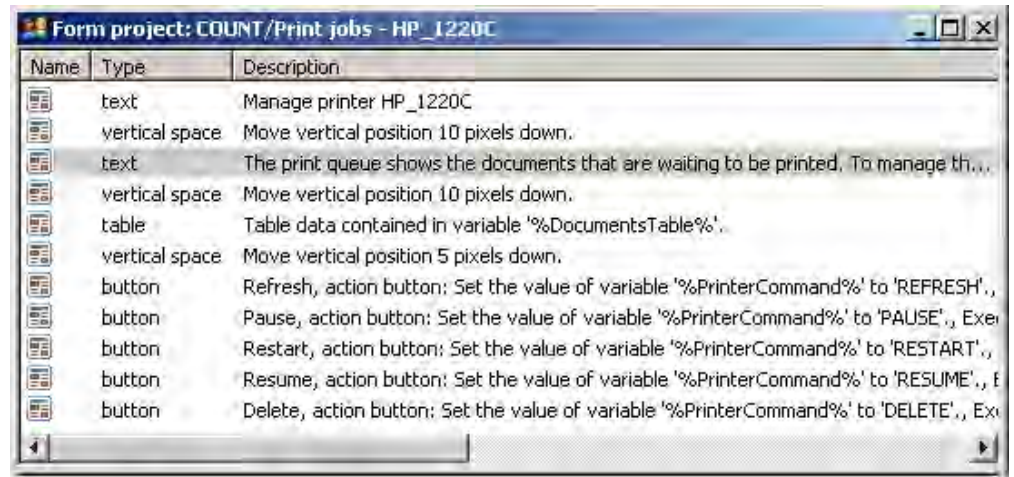 Form project: COUNT/Print jobs - HP_1220C
Name Type Description
text Manage printer HP_1220C
vertical space Move vertical position 10 pixels down.
text The print queue shows the documents that are waiting to be printed. To manage th...
vertical space Move vertical position 10 pixels down.
table Table data contained in variable '%DocumentsTable%'.
vertical space Move vertical position 5 pixels down.
button Refresh, action button: Set the value of variable '%PrinterCommand%' to 'REFRESH'.,
button Pause, action button: Set the value of variable '%PrinterCommand%' to 'PAUSE'., Exe
button Restart, action button: Set the value of variable '%PrinterCommand%' to 'RESTART'.,
button Resume, action button: Set the value of variable '%PrinterCommand%' to 'RESUME'., E
button Delete, action button: Set the value of variable '%PrinterCommand%' to 'DELETE'., Ex